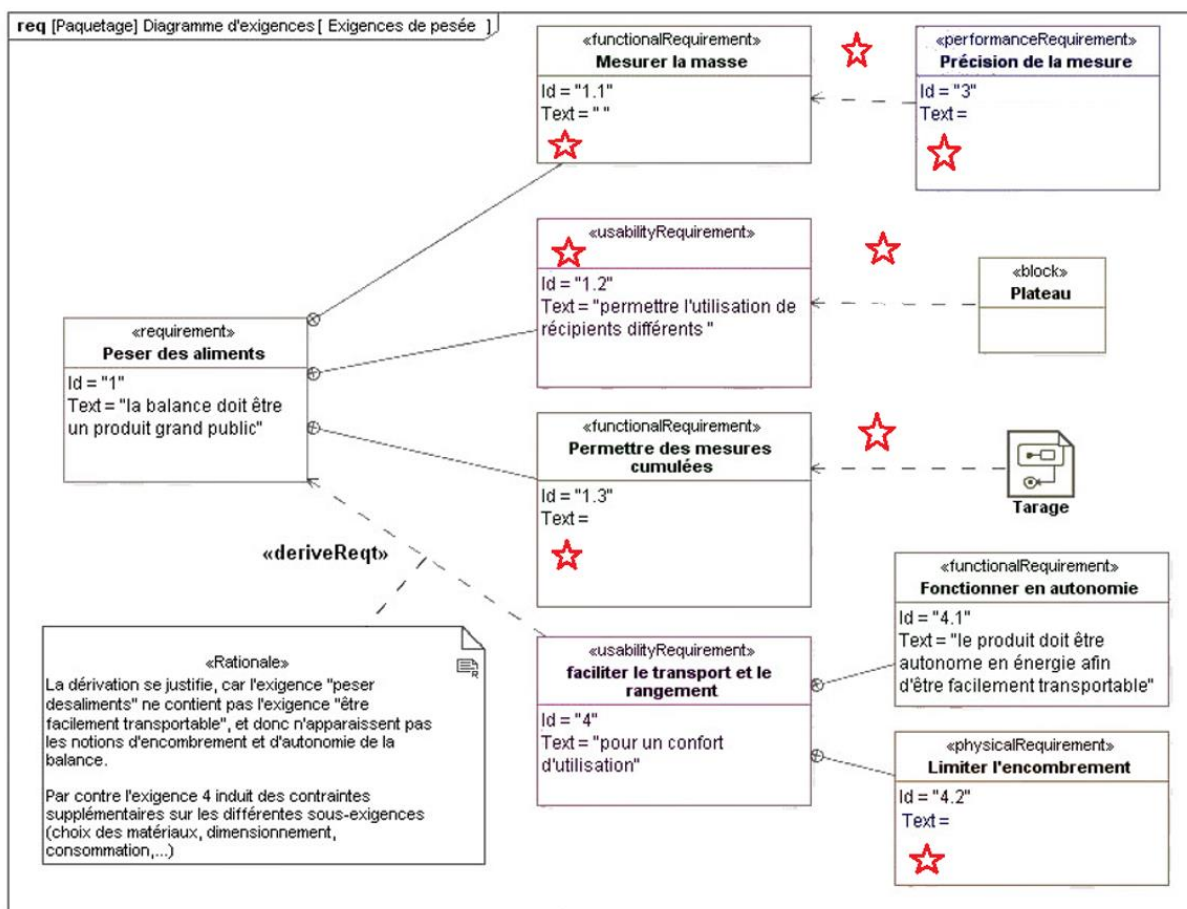 req [Paquetage] Diagramme d'exigences [ Exigences de pesée ]
«functionalRequirement»
Mesurer la masse
Id = "1.1"
Text = " "
«performanceRequirement»
Précision de la mesure
Id = "3"
Text =
«usabilityRequirement»
Id = "1.2"
Text = "permettre l'utilisation de
récipients différents "
«block»
Plateau
«requirement»
Peser des aliments
Id = "1"
Text = "la balance doit être
un produit grand public"
«functionalRequirement»
Permettre des mesures
cumulées
Id = "1.3"
Text =
Tarage
«deriveReqt»
«functionalRequirement»
Fonctionner en autonomie
Id = "4.1"
Text = "le produit doit être
autonome en énergie afin
d'être facilement transportable"
«Rationale»
La dérivation se justifie, car l'exigence "peser
desaliments" ne contient pas l'exigence "être
facilement transportable", et donc n'apparaissent pas
les notions d'encombrement et d'autonomie de la
balance.
Par contre l'exigence 4 induit des contraintes
supplémentaires sur les différentes sous-exigences
(choix des matériaux, dimensionnement,
consommation,...)
«usabilityRequirement»
faciliter le transport et le
rangement
Id = "4"
Text = "pour un confort
d'utilisation"
«physicalRequirement»
Limiter l'encombrement
Id = "4.2"
Text =